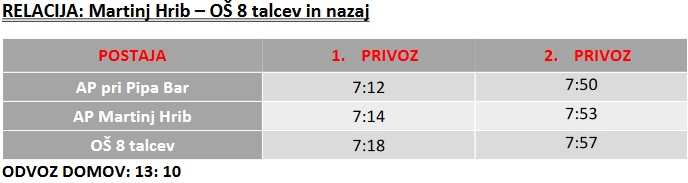 RELACIJA: Martinj Hrib – OŠ 8 talcev in nazaj
POSTAJA 1. PRIVOZ 2. PRIVOZ
AP pri Pipa Bar 7:12 7:50
AP Martinj Hrib 7:14 7:53
OŠ 8 talcev 7:18 7:57
ODVOZ DOMOV: 13: 10